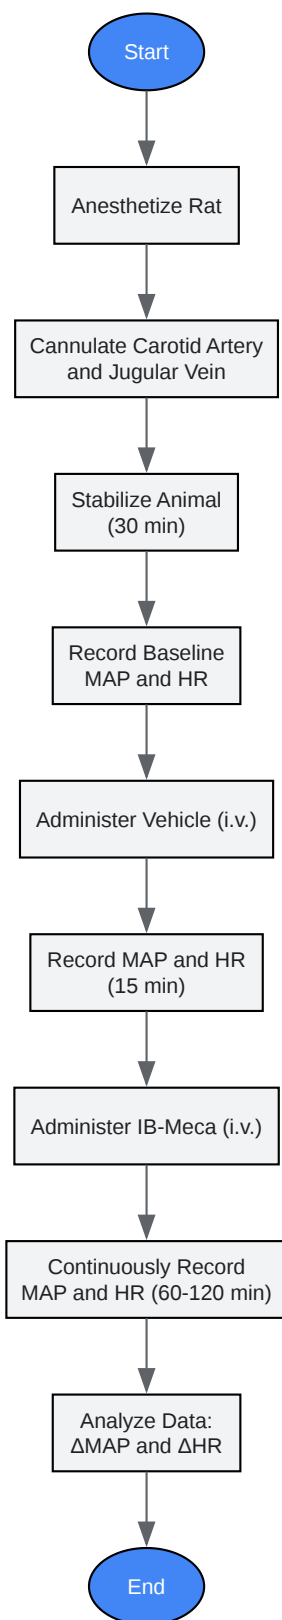 Start
Anesthetize Rat
Cannulate Carotid Artery
and Jugular Vein
Stabilize Animal
(30 min)
Record Baseline
MAP and HR
Administer Vehicle (i.v.)
Record MAP and HR
(15 min)
Administer IB-Meca (i.v.)
Continuously Record
MAP and HR (60-120 min)
Analyze Data:
ΔMAP and ΔHR
End